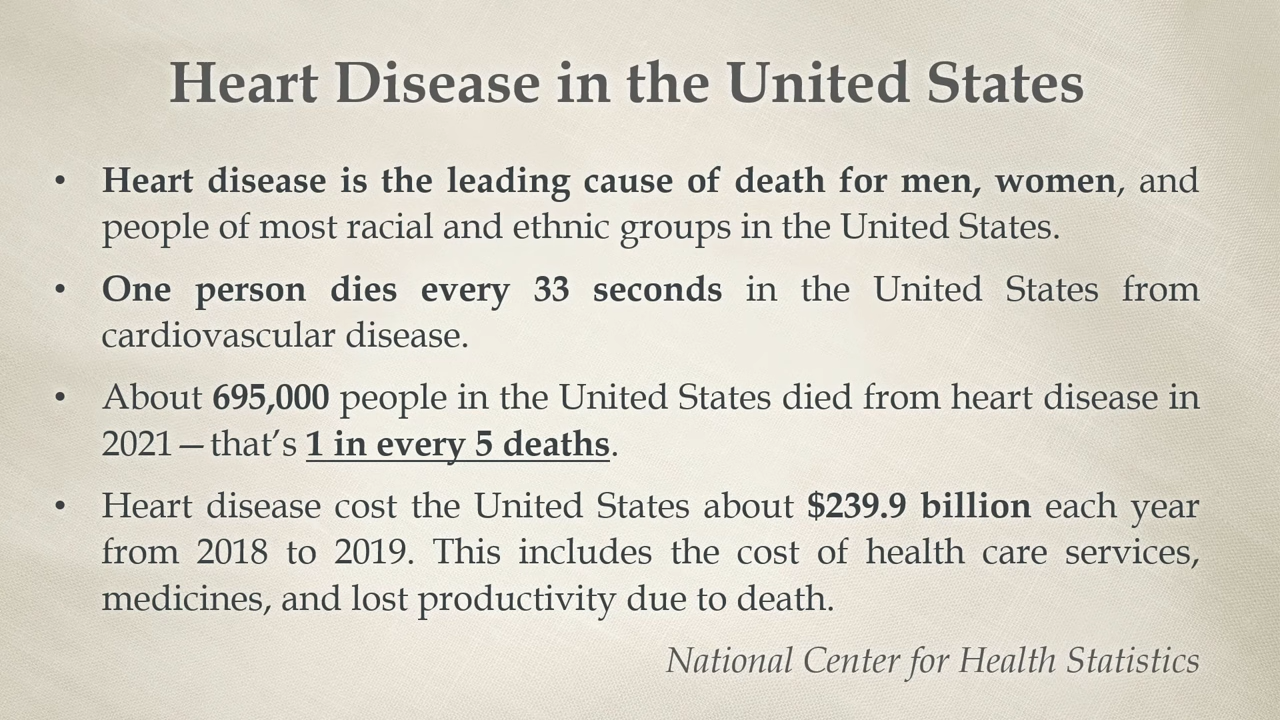 Heart Disease in the United States
• Heart disease is the leading cause of death for men, women, and
people of most racial and ethnic groups in the United States.
• One person dies every 33 seconds in the United States from
cardiovascular disease.
• About 695,000 people in the United States died from heart disease in
2021—that's 1 in every 5 deaths.
• Heart disease cost the United States about $239.9 billion each year
from 2018 to 2019. This includes the cost of health care services,
medicines, and lost productivity due to death.
National Center for Health Statistics